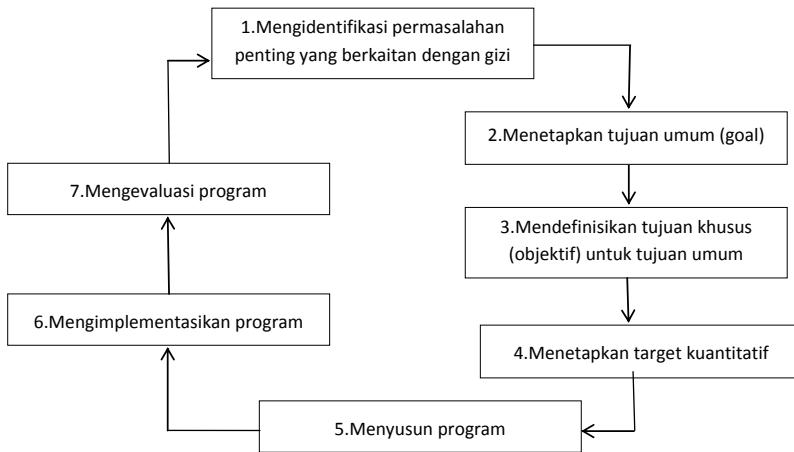 1.Mengidentifikasi permasalahan
penting yang berkaitan dengan gizi
2.Menetapkan tujuan umum (goal)
3.Mendefinisikan tujuan khusus
(objektif) untuk tujuan umum
4.Menetapkan target kuantitatif
5.Menyusun program
6.Mengimplementasikan program
7.Mengevaluasi program